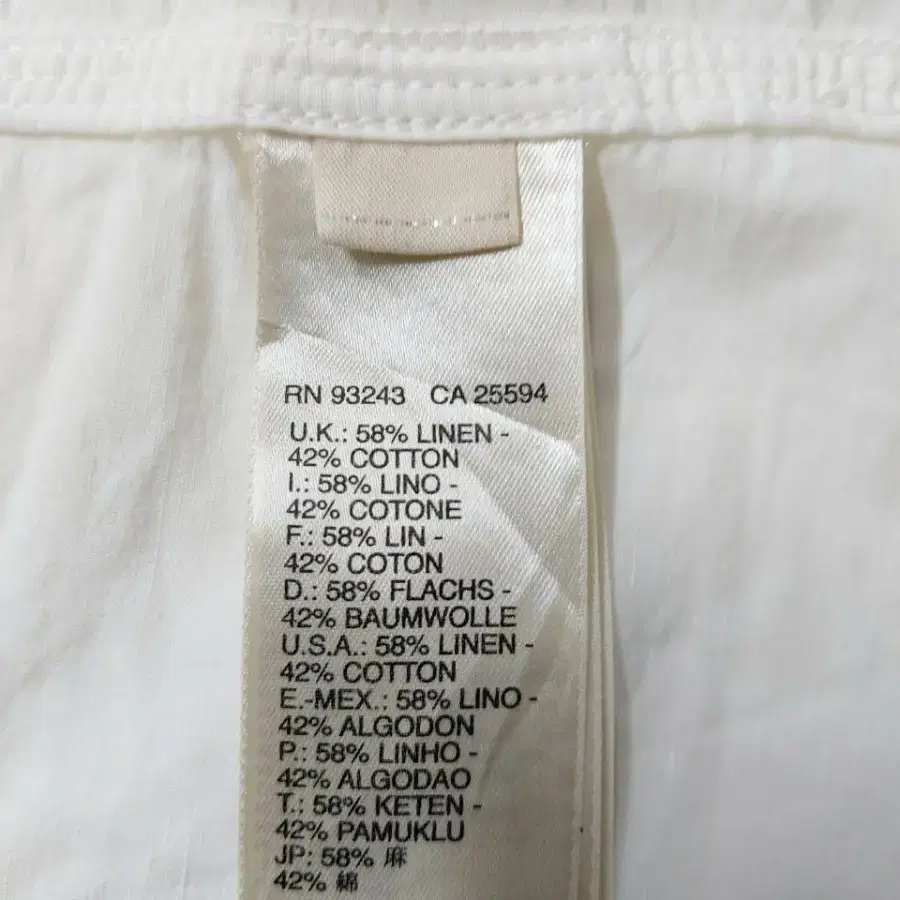 RN 93243 CA 25594
U.K.: 58% LINEN -
42% COTTON
I.: 58% LINO -
42% COTONE
F.: 58% LIN -
42% COTON
D.: 58% FLACHS -
42% BAUMWOLLE
U.S.A.: 58% LINEN -
42% COTTON
E.-MEX.: 58% LINO -
42% ALGODON
P.: 58% LINHO -
42% ALGODAO
T.: 58% KETEN -
42% PAMUKLU
JP: 58% 麻
42% 綿